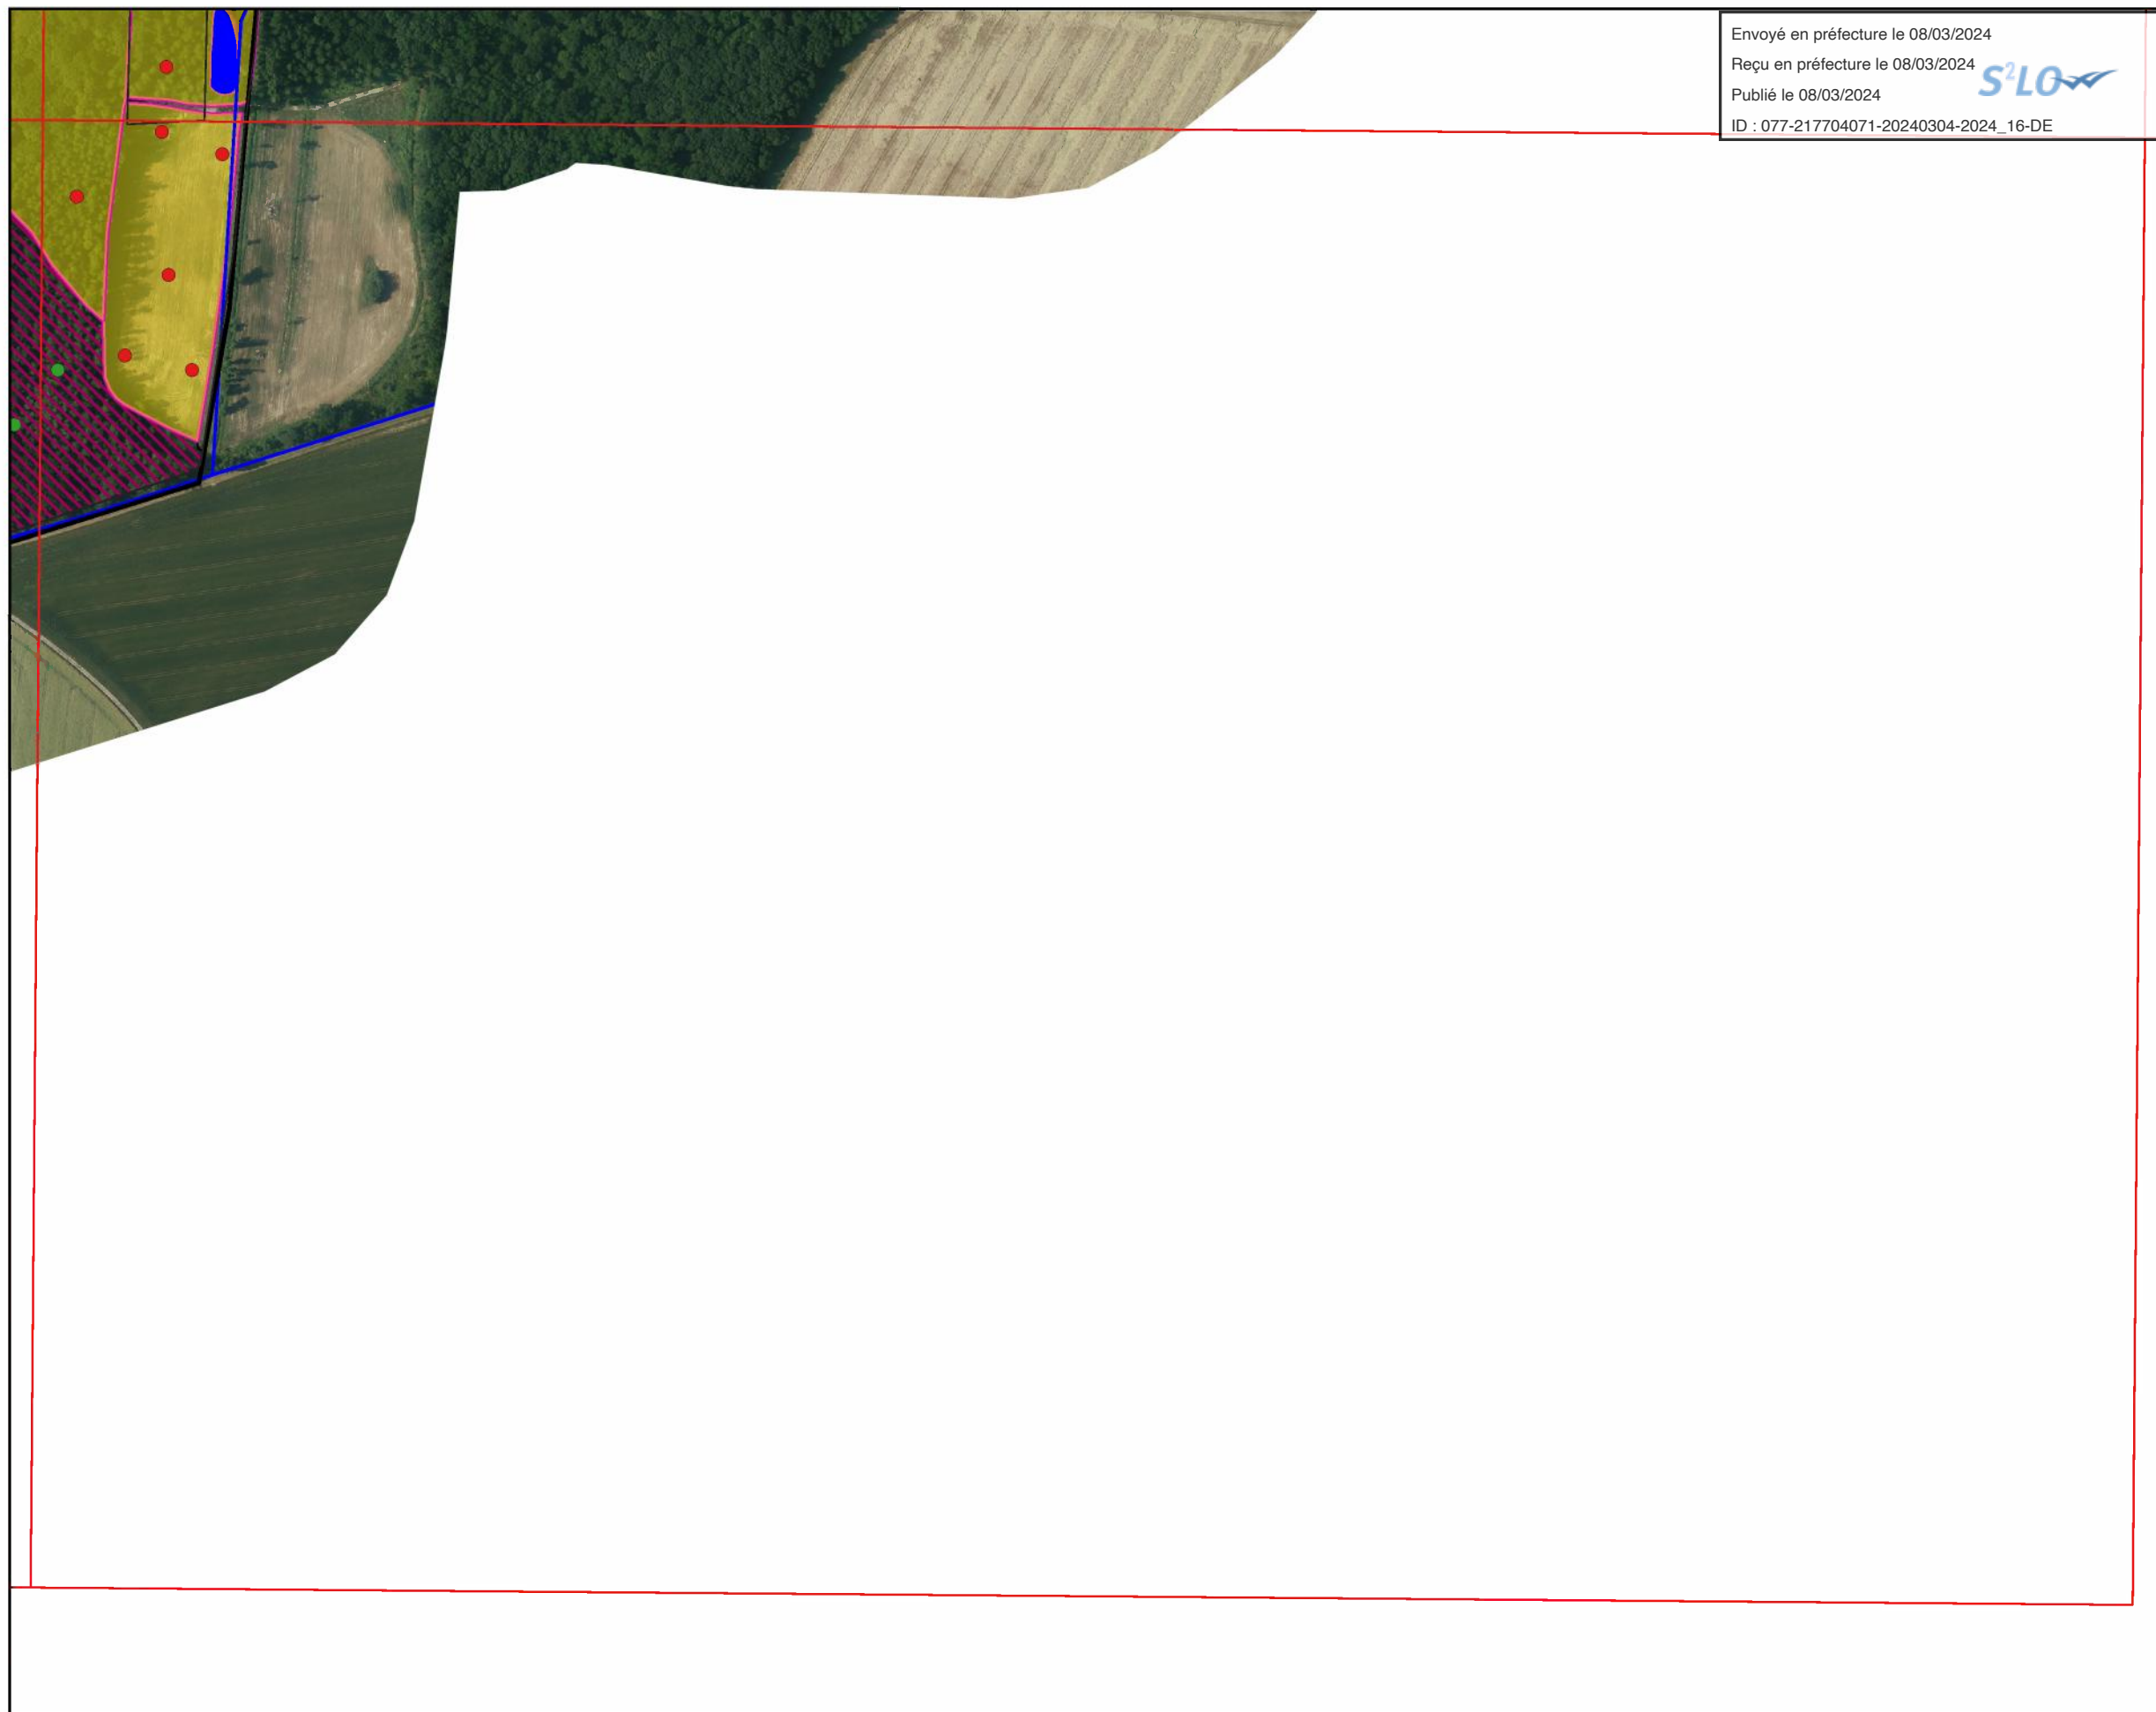 Envoyé en préfecture le 08/03/2024
Reçu en préfecture le 08/03/2024
Publié le 08/03/2024
S²LOW
ID : 077-217704071-20240304-2024_16-DE